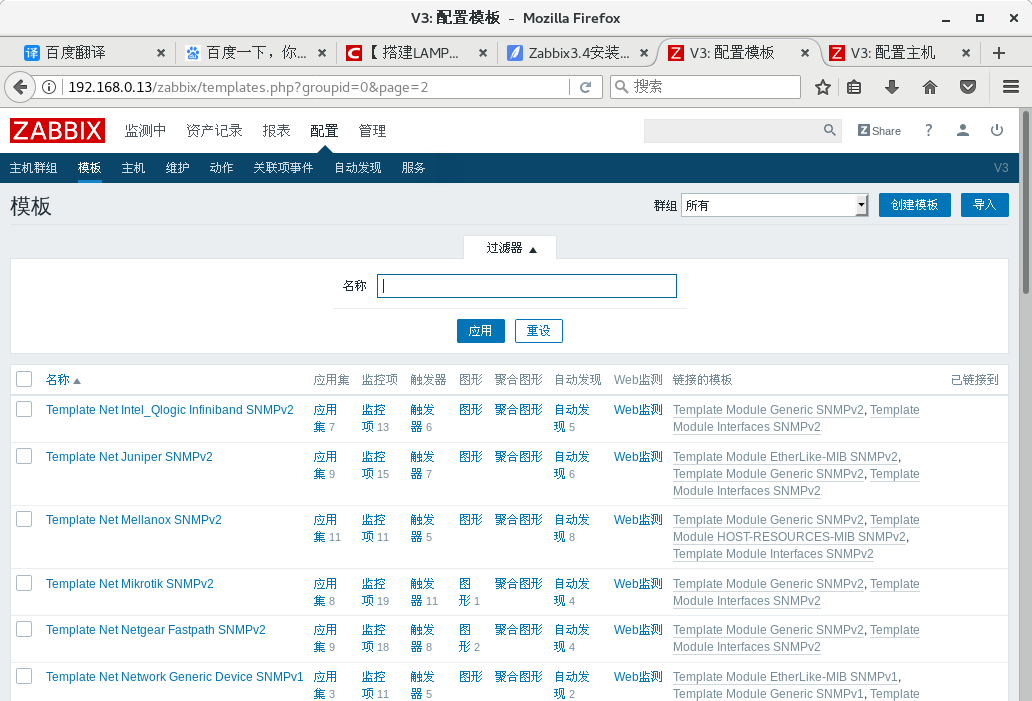 V3: 配置模板 - Mozilla Firefox
译 百度翻译 × 百度一下，你... × C 【 搭建LAMP... × Zabbix3.4安装... × Z V3: 配置模板 × Z V3: 配置主机 × +
192.168.0.13/zabbix/templates.php?groupid=0&page=2 搜索
ZABBIX 监测中 资产记录 报表 配置 管理 Z Share ?
主机群组 模板 主机 维护 动作 关联项事件 自动发现 服务 V3
模板 群组 所有 创建模板 导入
过滤器 ▲
名称
应用 重设
名称 ▲ 应用集 监控项 触发器 图形 聚合图形 自动发现 Web监测 链接的模板 已链接到
Template Net Intel_Qlogic Infiniband SNMPv2 应用 监控 触发 图形 聚合图形 自动发 Web监测 Template Module Generic SNMPv2, Template
集 7 项 13 器 6 现 5 Module Interfaces SNMPv2
Template Net Juniper SNMPv2 应用 监控 触发 图形 聚合图形 自动发 Web监测 Template Module EtherLike-MIB SNMPv2,
集 9 项 15 器 7 现 6 Template Module Generic SNMPv2, Template
Module Interfaces SNMPv2
Template Net Mellanox SNMPv2 应用 监控 触发 图形 聚合图形 自动发 Web监测 Template Module Generic SNMPv2, Template
集 11 项 11 器 5 现 8 Module HOST-RESOURCES-MIB SNMPv2,
Template Module Interfaces SNMPv2
Template Net Mikrotik SNMPv2 应用 监控 触发 图 聚合图形 自动发 Web监测 Template Module Generic SNMPv2, Template
集 8 项 19 器 11 形 1 现 4 Module Interfaces SNMPv2
Template Net Netgear Fastpath SNMPv2 应用 监控 触发 图 聚合图形 自动发 Web监测 Template Module Generic SNMPv2, Template
集 9 项 18 器 8 形 2 现 4 Module Interfaces SNMPv2
Template Net Network Generic Device SNMPv1 应用 监控 触发 图形 聚合图形 自动发 Web监测 Template Module EtherLike-MIB SNMPv1,
集 3 项 11 器 5 现 2 Template Module Generic SNMPv1, Template